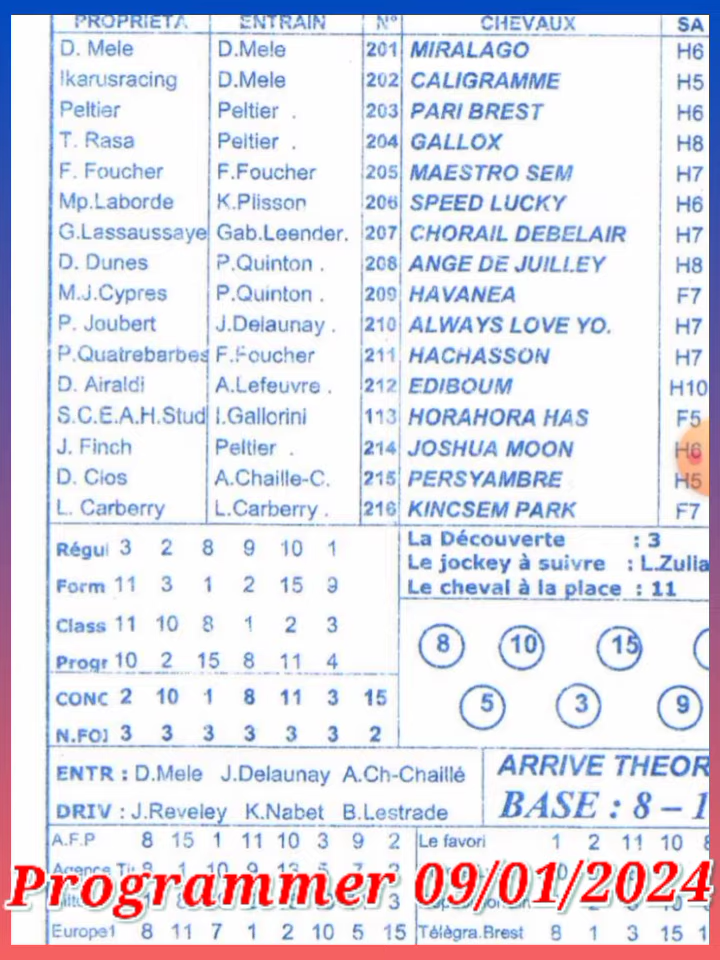 PROPRIETA ENTRAIN N° CHEVAUX SA
D. Mele D.Mele 201 MIRALAGO H6
Ikarusracing D.Mele 202 CALIGRAMME H5
Peltier Peltier . 203 PARI BREST H6
T. Rasa Peltier . 204 GALLOX H8
F. Foucher F.Foucher 205 MAESTRO SEM H7
Mp.Laborde K.Plisson 206 SPEED LUCKY H6
G.Lassaussaye Gab.Leender. 207 CHORAIL DEBELAIR H7
D. Dunes P.Quinton . 208 ANGE DE JUILLEY H8
M.J.Cypres P.Quinton . 209 HAVANEA F7
P. Joubert J.Delaunay . 210 ALWAYS LOVE YO. H7
P.Quatrebarbes F.Foucher 211 HACHASSON H7
D. Airaldi A.Lefeuvre . 212 EDIBOUM H10
S.C.E.A.H.Stud I.Gallorini 113 HORAHORA HAS F5
J. Finch Peltier . 214 JOSHUA MOON H6
D. Clos A.Chaille-C. 215 PERSYAMBRE H5
L. Carberry L.Carberry . 216 KINCSEM PARK F7
Régul 3 2 8 9 10 1
Form 11 3 1 2 15 9
Class 11 10 8 1 2 3
Progr 10 2 15 8 11 4
CONC 2 10 1 8 11 3 15
N.FOI 3 3 3 3 3 3 2
La Découverte : 3
Le jockey à suivre : L.Zulia
Le cheval à la place : 11
8 10 15
5 3 9
ENTR : D.Mele J.Delaunay A.Ch-Chaillé
DRIV : J.Reveley K.Nabet B.Lestrade
ARRIVE THEOR
BASE : 8 – 1
A.F.P 8 15 1 11 10 3 9 2 Le favori 1 2 11 10
Programmer 09/01/2024
Europe1 8 11 7 1 2 10 5 15 Télègra.Brest 8 1 3 15 1